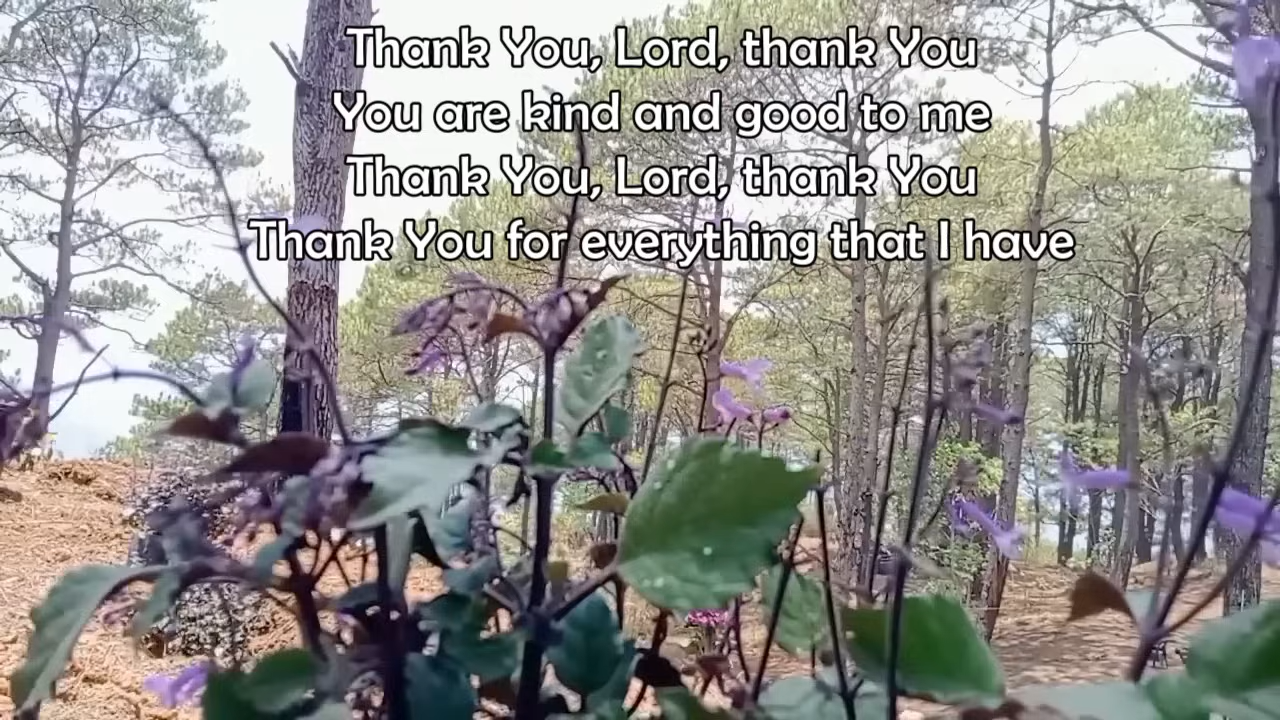 Thank You, Lord, thank You
You are kind and good to me
Thank You, Lord, thank You
Thank You for everything that I have